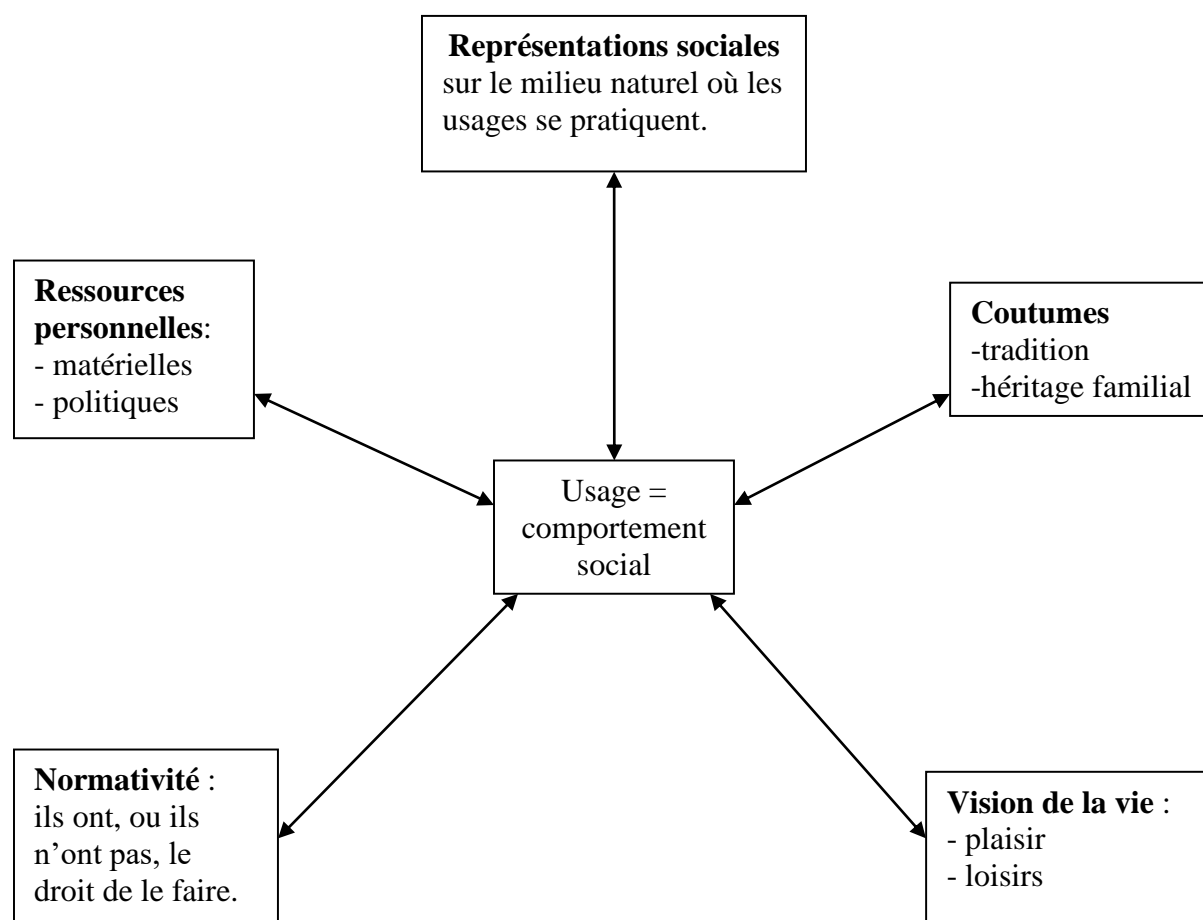 Représentations sociales
sur le milieu naturel où les
usages se pratiquent.
Ressources
personnelles:
- matérielles
- politiques
Coutumes
-tradition
-héritage familial
Usage =
comportement
social
Normativité :
ils ont, ou ils
n’ont pas, le
droit de le faire.
Vision de la vie :
- plaisir
- loisirs